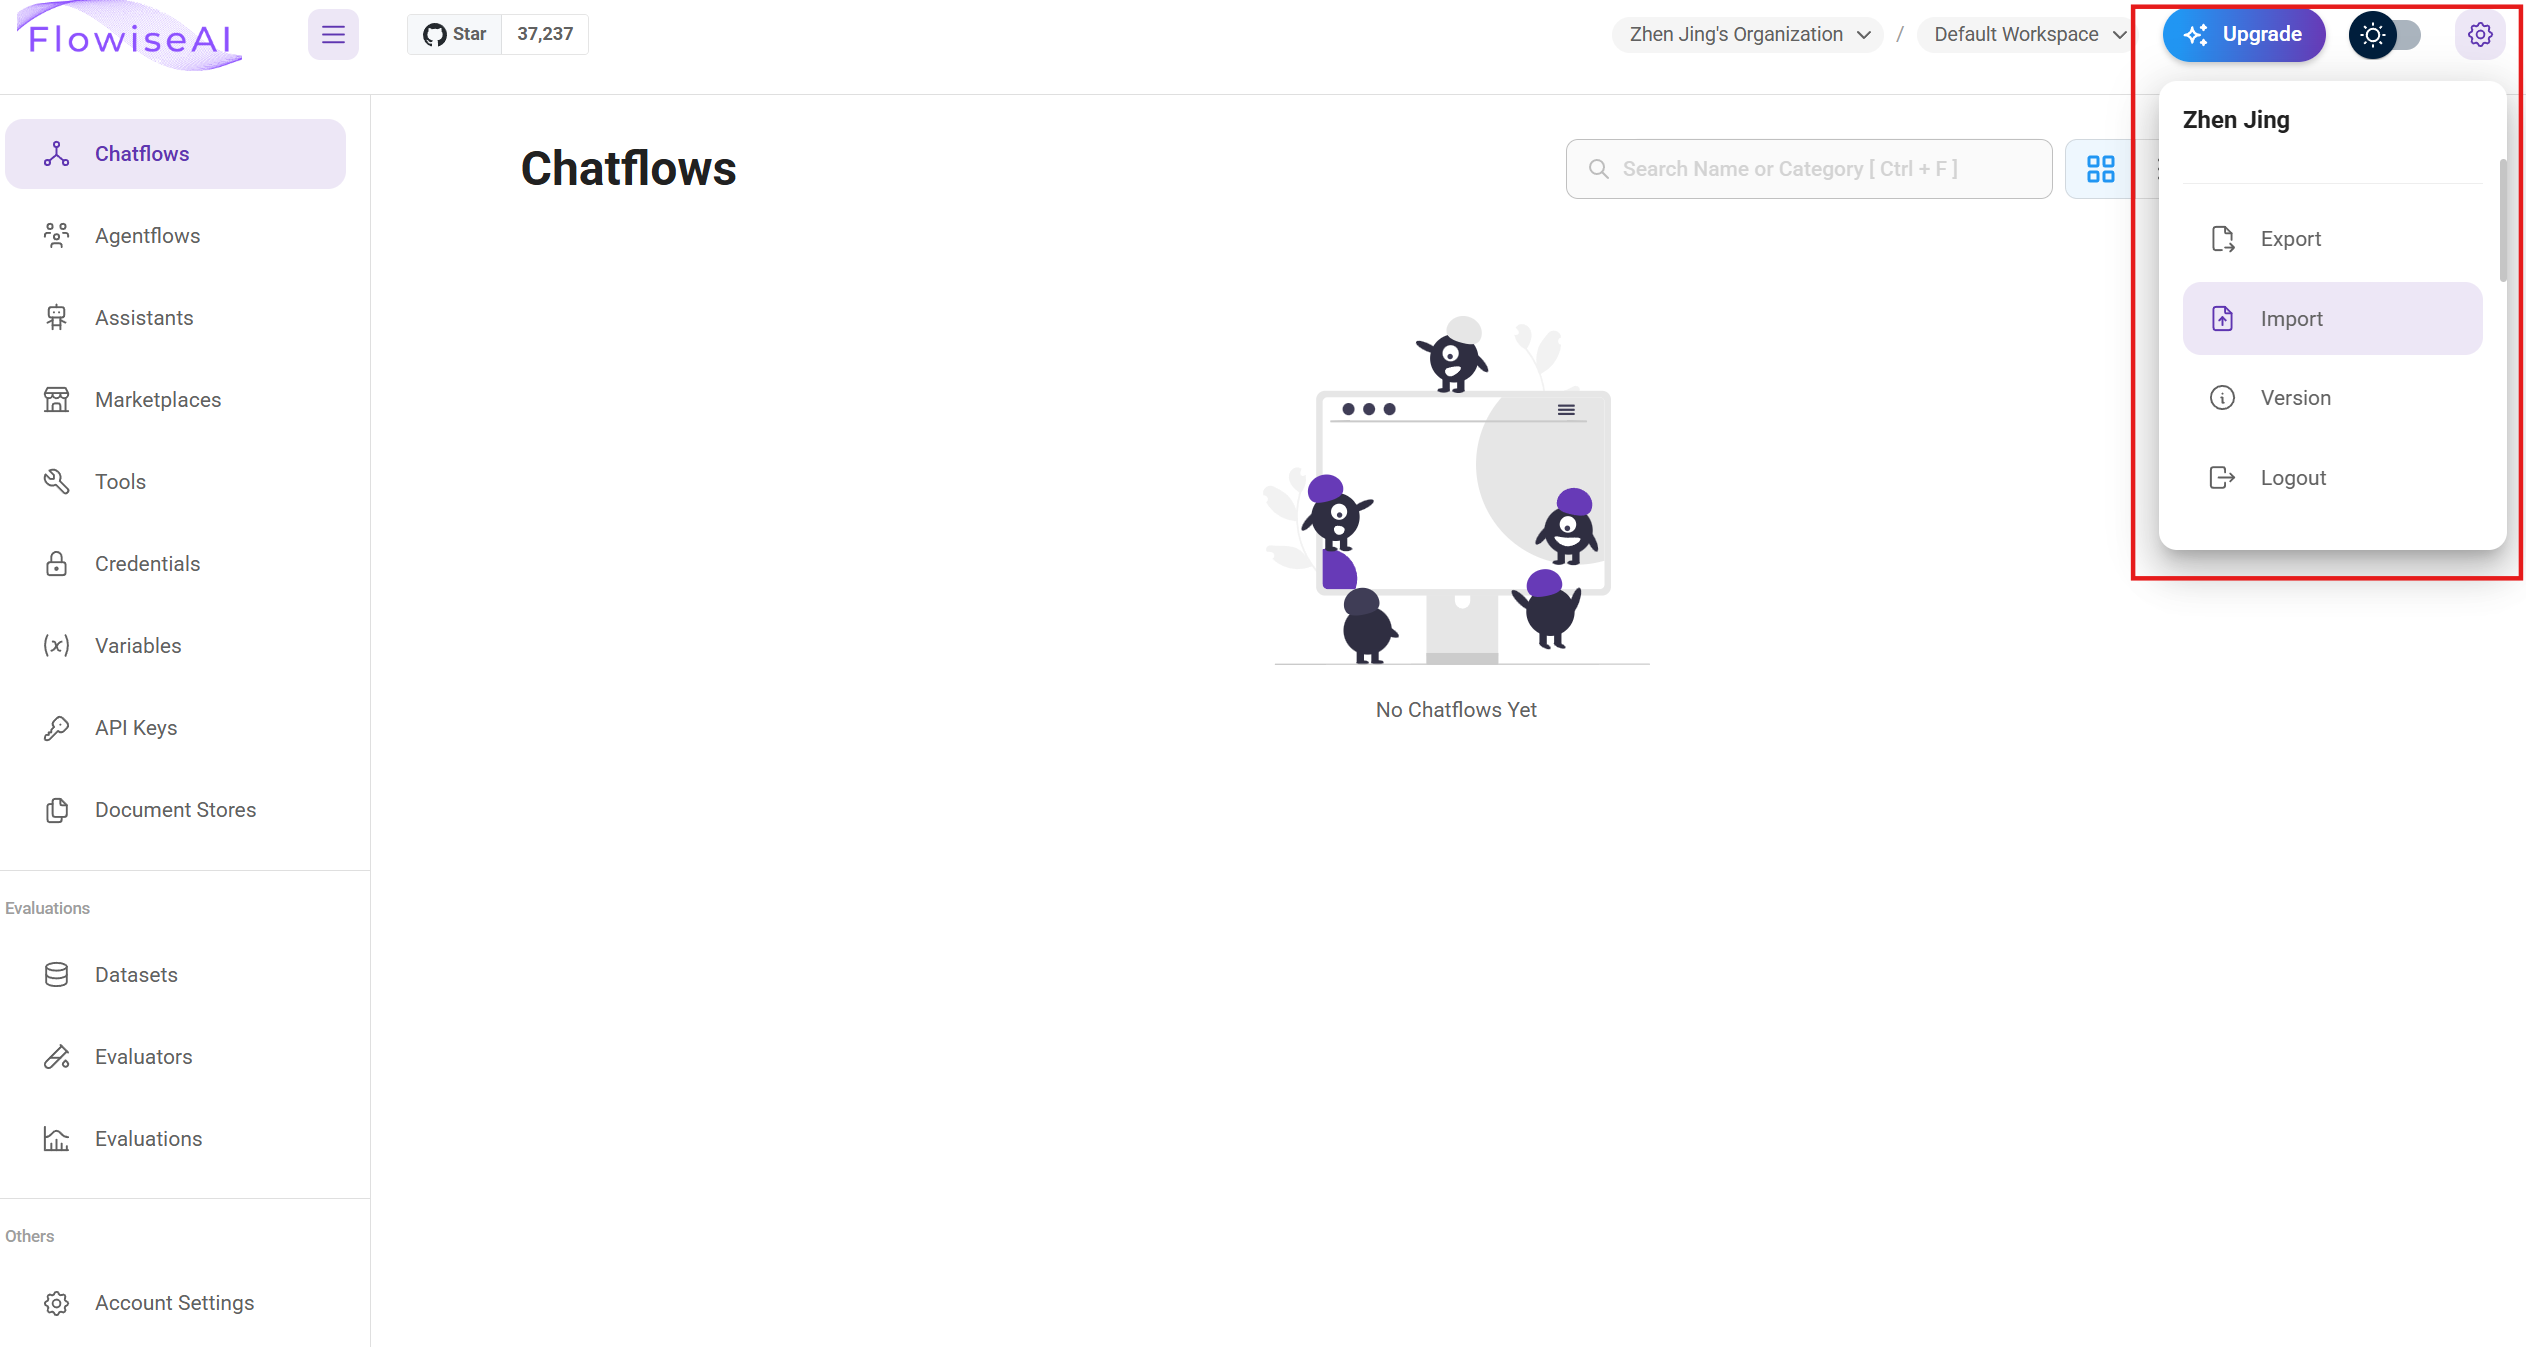 FlowiseAI
Star 37,237
Zhen Jing's Organization / Default Workspace
Upgrade
Chatflows
Agentflows
Assistants
Marketplaces
Tools
Credentials
Variables
API Keys
Document Stores
Evaluations
Datasets
Evaluators
Evaluations
Others
Account Settings
Chatflows
Search Name or Category [ Ctrl + F ]
No Chatflows Yet
Zhen Jing
Export
Import
Version
Logout